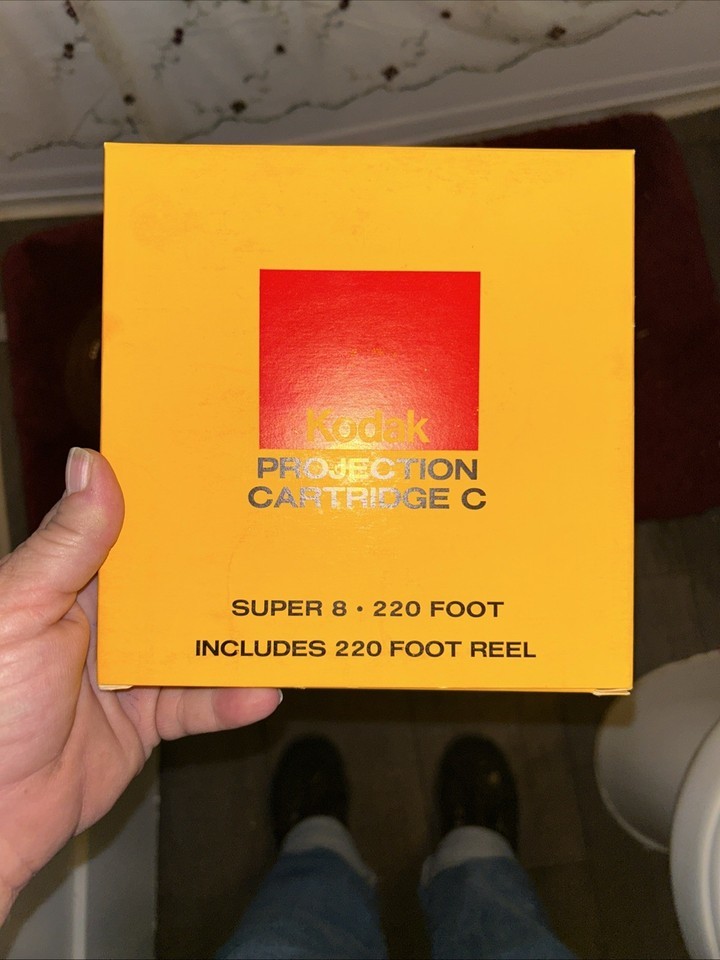 Kodak
PROJECTION
CARTRIDGE C
SUPER 8 • 220 FOOT
INCLUDES 220 FOOT REEL